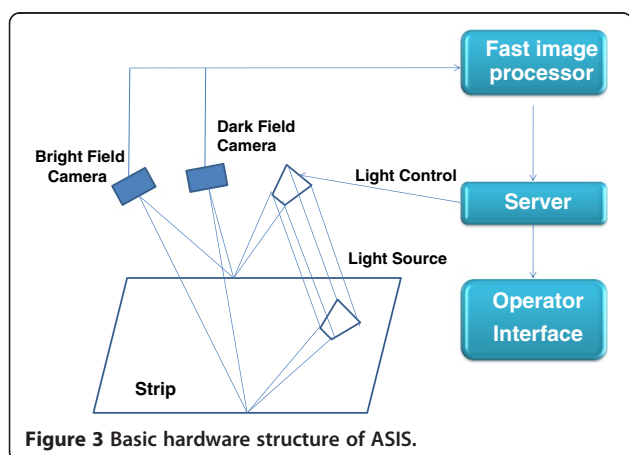 Fast image
processor
Dark Field
Camera
Bright Field
Camera
Light Control
Server
Light Source
Operator
Interface
Strip
Figure 3 Basic hardware structure of ASIS.